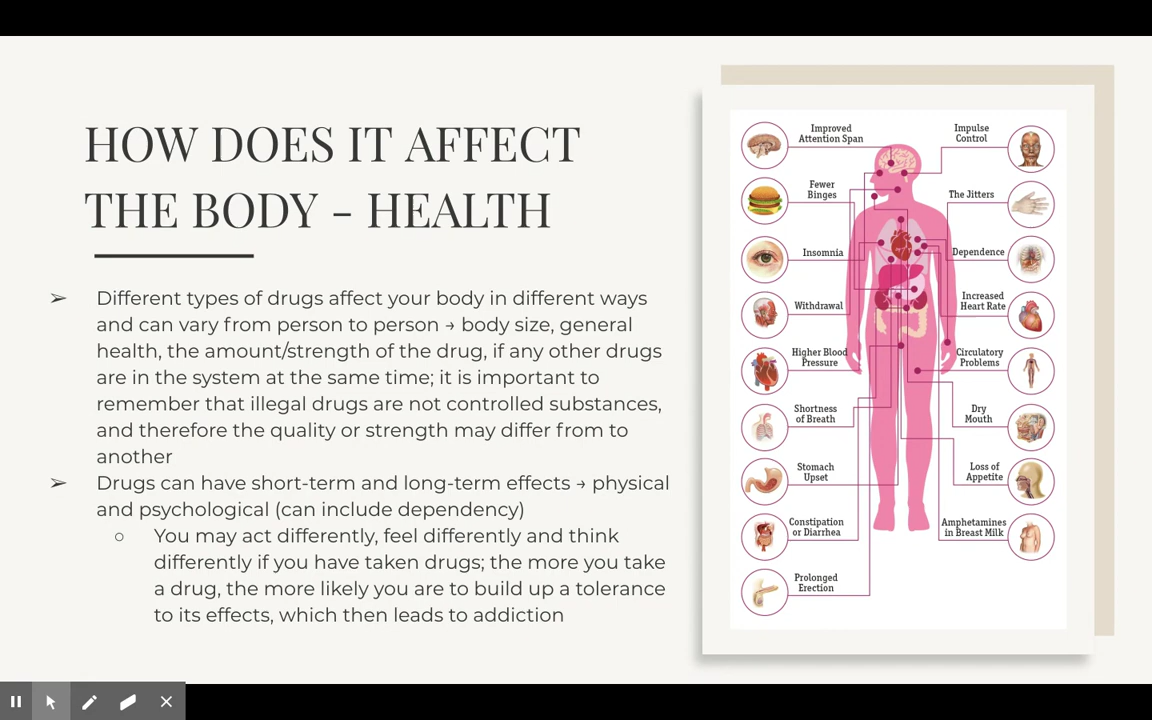 HOW DOES IT AFFECT
THE BODY – HEALTH
➢ Different types of drugs affect your body in different ways
and can vary from person to person → body size, general
health, the amount/strength of the drug, if any other drugs
are in the system at the same time; it is important to
remember that illegal drugs are not controlled substances,
and therefore the quality or strength may differ from to
another
➢ Drugs can have short-term and long-term effects → physical
and psychological (can include dependency)
○ You may act differently, feel differently and think
differently if you have taken drugs; the more you take
a drug, the more likely you are to build up a tolerance
to its effects, which then leads to addiction
Improved
Attention Span
Fewer
Binges
Insomnia
Withdrawal
Higher Blood
Pressure
Shortness
of Breath
Stomach
Upset
Constipation
or Diarrhea
Prolonged
Erection
Impulse
Control
The Jitters
Dependence
Increased
Heart Rate
Circulatory
Problems
Dry
Mouth
Loss of
Appetite
Amphetamines
in Breast Milk